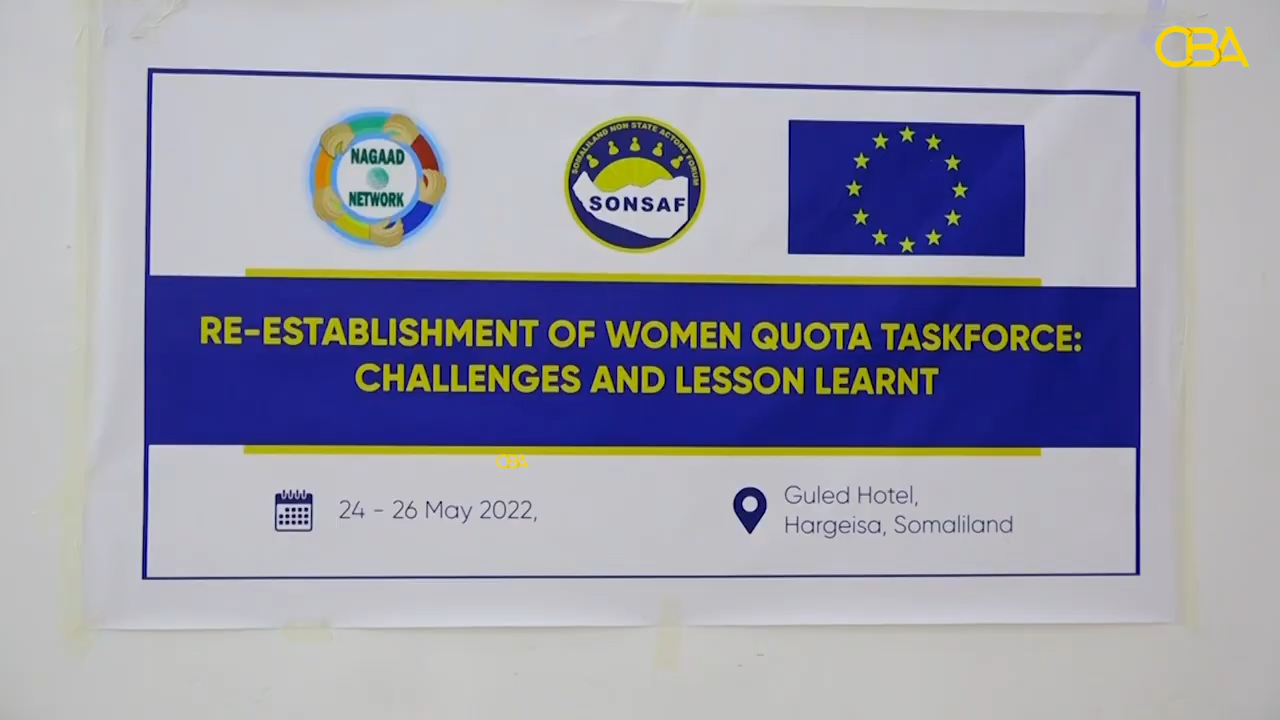 CBA
NAGAAD
NETWORK
SOMALILAND NON STATE ACTORS FORUM
SONSAF
RE-ESTABLISHMENT OF WOMEN QUOTA TASKFORCE:
CHALLENGES AND LESSON LEARNT
CBA
24 - 26 May 2022,
Guled Hotel,
Hargeisa, Somaliland